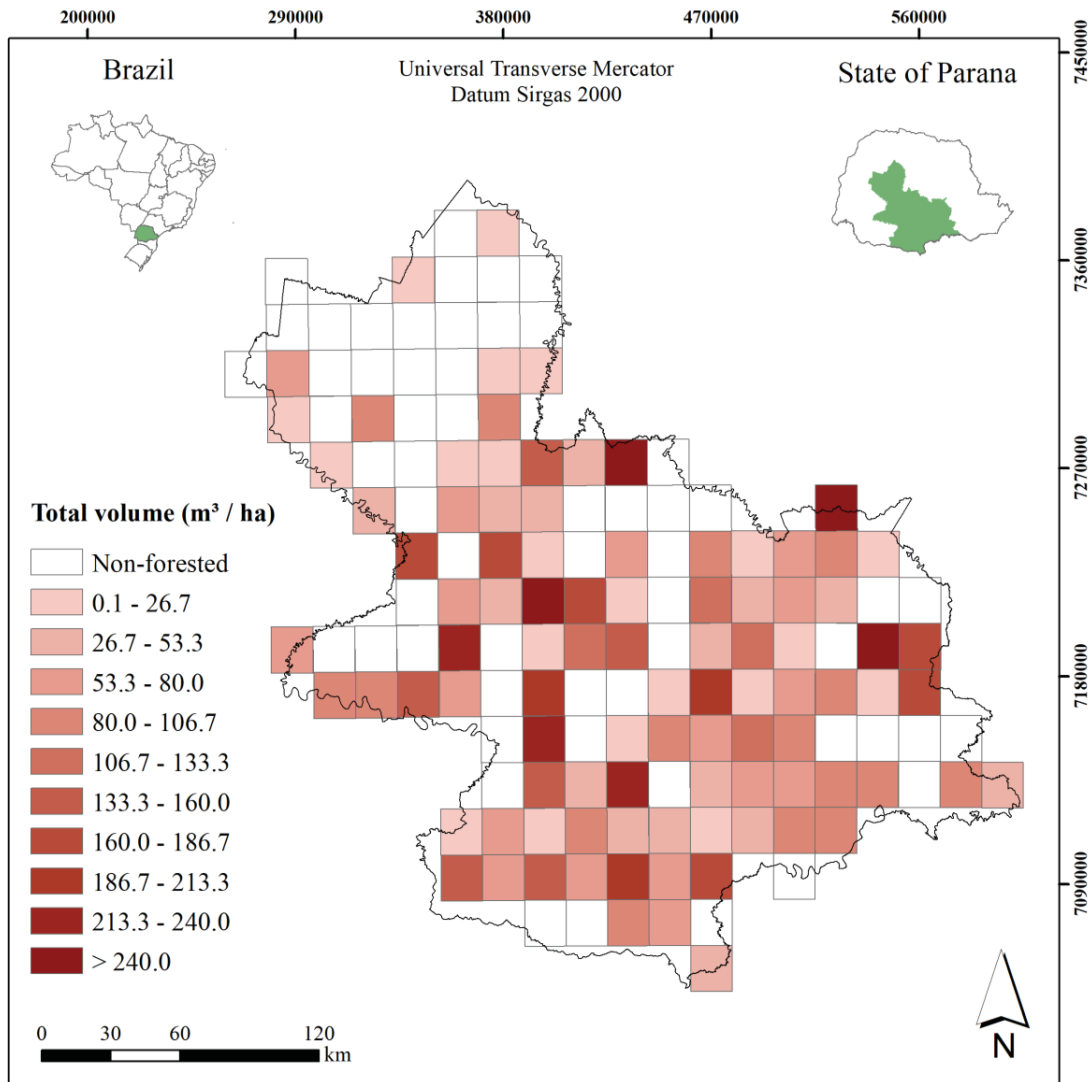 200000 290000 380000 470000 560000
Brazil
Universal Transverse Mercator
Datum Sirgas 2000
State of Parana
7450000
7360000
7270000
7180000
7090000
Total volume (m³ / ha)
Non-forested
0.1 - 26.7
26.7 - 53.3
53.3 - 80.0
80.0 - 106.7
106.7 - 133.3
133.3 - 160.0
160.0 - 186.7
186.7 - 213.3
213.3 - 240.0
> 240.0
0 30 60 120
km
N